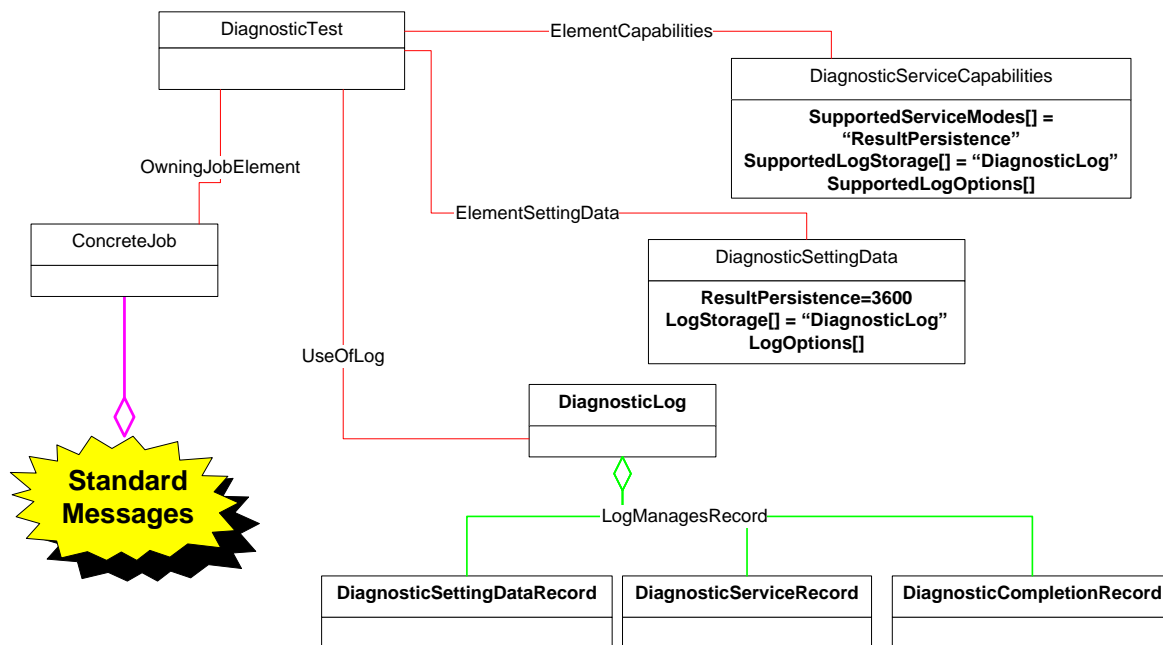 DiagnosticTest
ElementCapabilities
DiagnosticServiceCapabilities
SupportedServiceModes[] =
“ResultPersistence”
SupportedLogStorage[] = “DiagnosticLog”
SupportedLogOptions[]
OwningJobElement
ElementSettingData
ConcreteJob
DiagnosticSettingData
ResultPersistence=3600
LogStorage[] = “DiagnosticLog”
LogOptions[]
UseOfLog
DiagnosticLog
Standard
Messages
LogManagesRecord
DiagnosticSettingDataRecord
DiagnosticServiceRecord
DiagnosticCompletionRecord